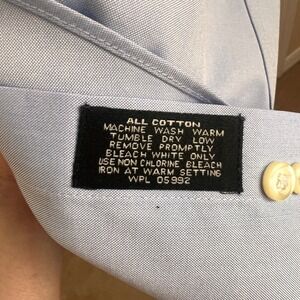 ALL COTTON
MACHINE WASH WARM
TUMBLE DRY LOW
REMOVE PROMPTLY
BLEACH WHITE ONLY
USE NON CHLORINE BLEACH
IRON AT WARM SETTING
WPL 05992